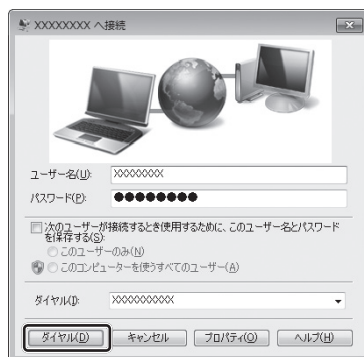 XXXXXXXX へ接続
ユーザー名(U): XXXXXXXX
パスワード(P): ●●●●●●●●
次のユーザーが接続するとき使用するために、このユーザー名とパスワード
を保存する(S):
このユーザーのみ(N)
このコンピューターを使うすべてのユーザー(A)
ダイヤル(I): XXXXXXXXXX
ダイヤル(D) キャンセル プロパティ(O) ヘルプ(H)